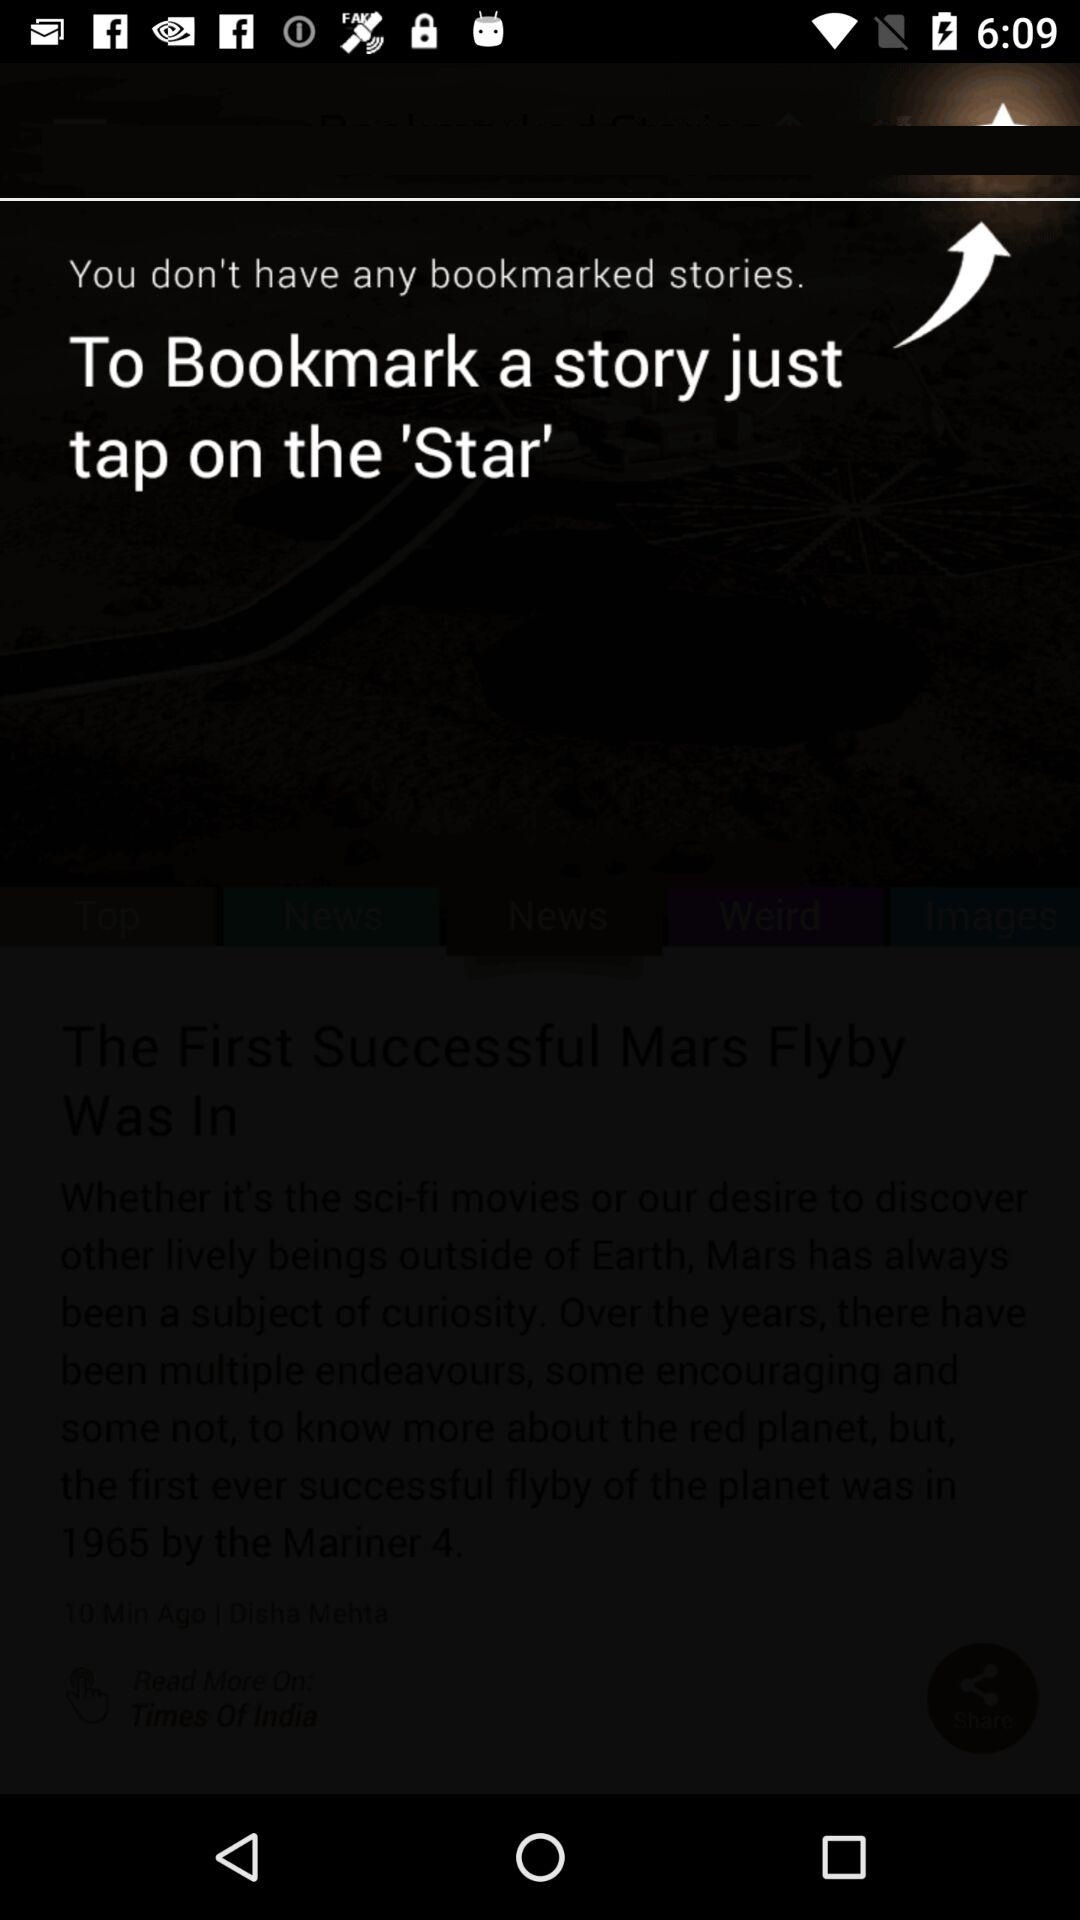 FAKE
6:09
Bookmarked Stories
You don't have any bookmarked stories.
To Bookmark a story just
tap on the 'Star'
Top News News Weird Images
The First Successful Mars Flyby
Was In
Whether it's the sci-fi movies or our desire to discover
other lively beings outside of Earth, Mars has always
been a subject of curiosity. Over the years, there have
been multiple endeavours, some encouraging and
some not, to know more about the red planet, but,
the first ever successful flyby of the planet was in
1965 by the Mariner 4.
10 Min Ago | Disha Mehta
Read More On:
Times Of India
Share